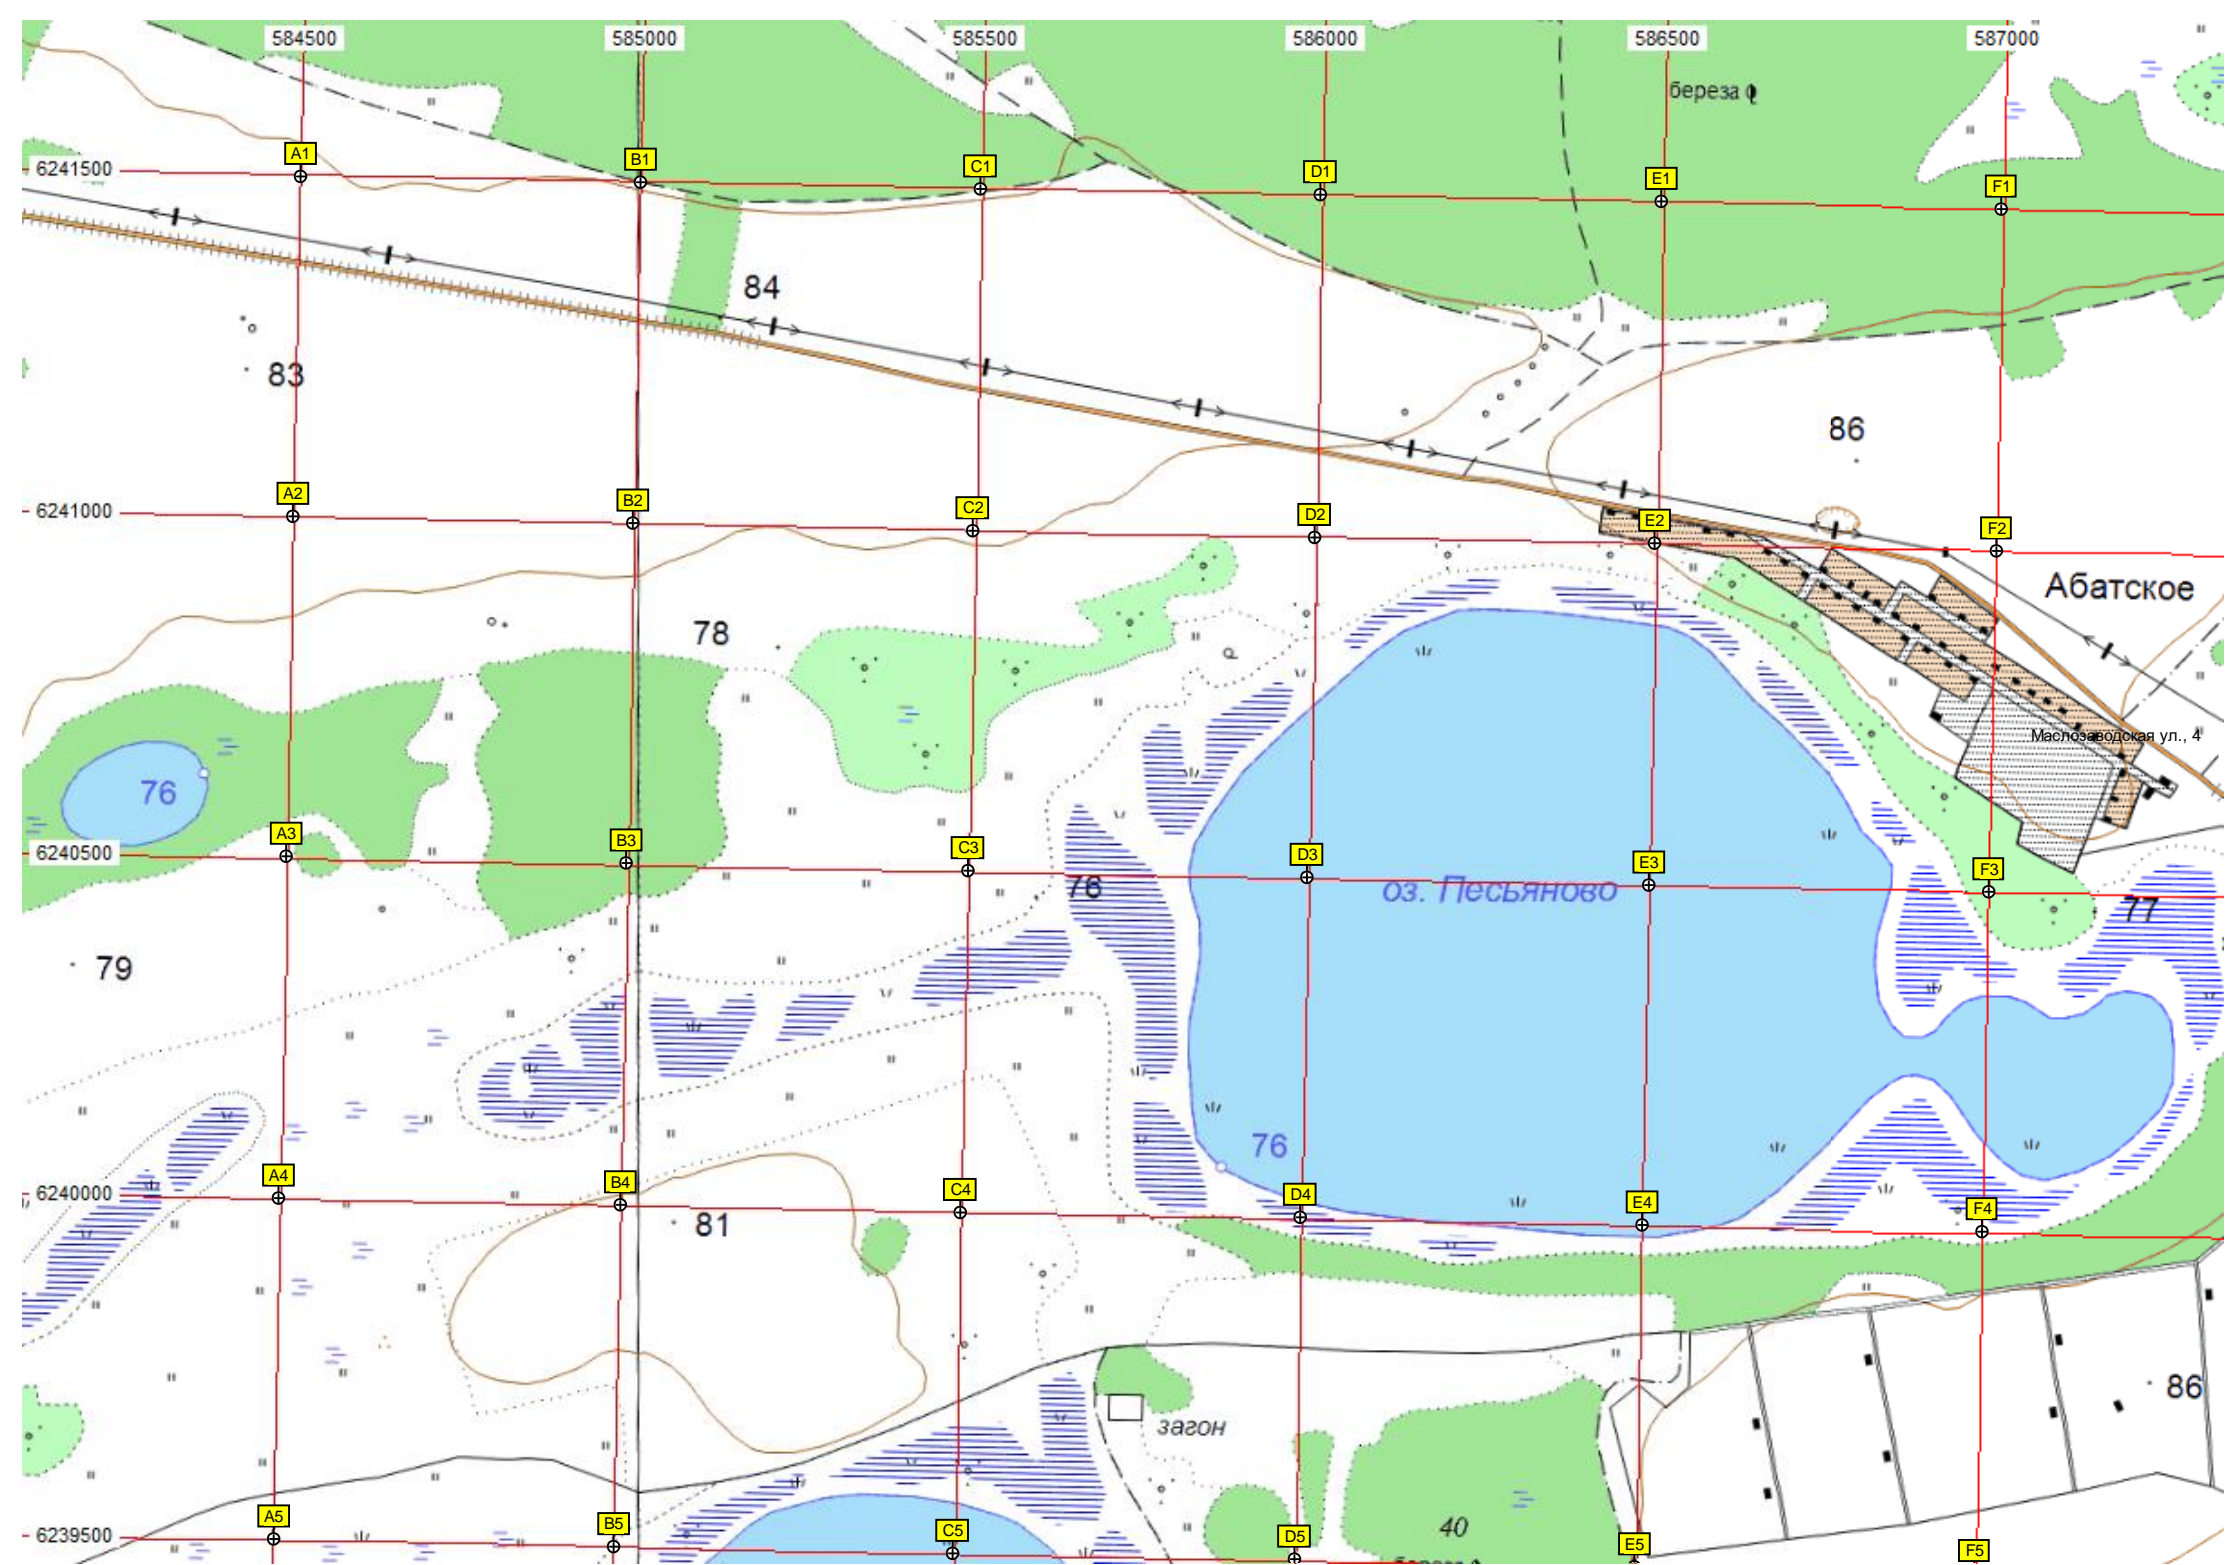 584500 585000 585500 586000 586500 587000
береза
A1 B1 C1 D1 E1 F1
6241500
84
83
86
A2 B2 C2 D2 E2 F2
6241000
Абатское
78
Маслозаводская ул., 4
76
A3 B3 C3 D3 E3 F3
6240500
76 оз. Песьяново 77
79
76
A4 B4 C4 D4 E4 F4
6240000
81
86
загон
A5 B5 C5 D5 E5 F5
6239500
40